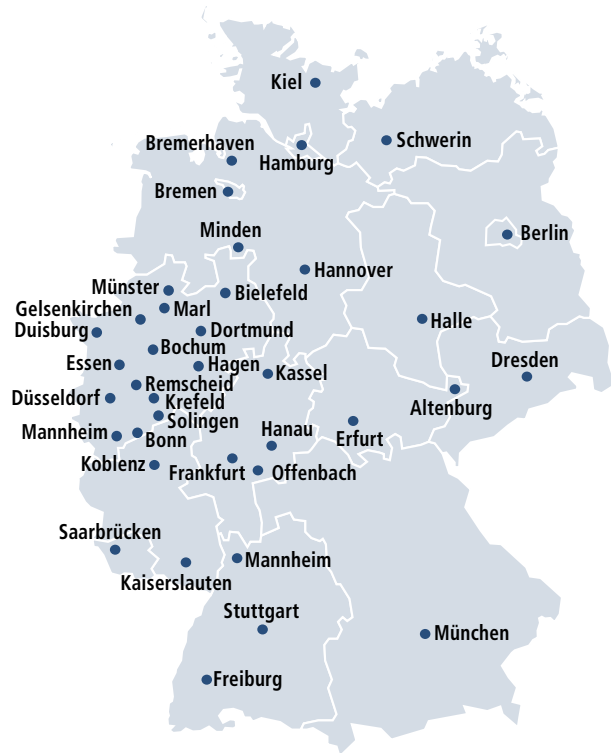 Kiel
Schwerin
Bremerhaven
Hamburg
Bremen
Minden
Berlin
Hannover
Münster
Bielefeld
Gelsenkirchen
Marl
Duisburg
Dortmund
Halle
Bochum
Essen
Hagen
Kassel
Dresden
Remscheid
Düsseldorf
Krefeld
Altenburg
Solingen
Mannheim
Bonn
Hanau
Erfurt
Koblenz
Frankfurt
Offenbach
Saarbrücken
Mannheim
Kaiserslauten
Stuttgart
München
Freiburg